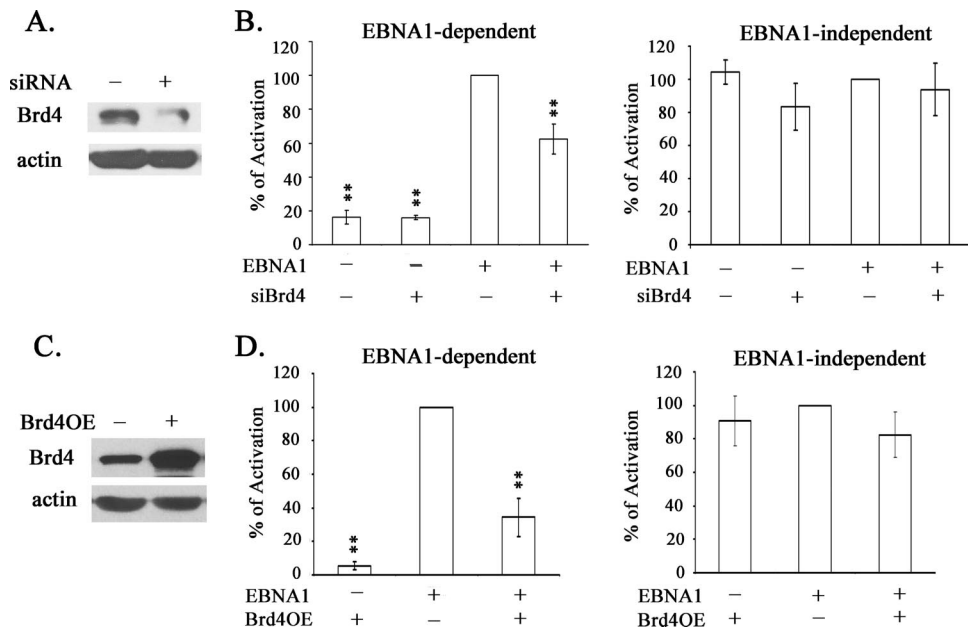 A.
siRNA − +
Brd4
actin
B.
EBNA1-dependent
% of Activation
120
100
80
60
40
20
0
** ** **
EBNA1 − − + +
siBrd4 − + − +
EBNA1-independent
% of Activation
120
100
80
60
40
20
0
EBNA1 − − + +
siBrd4 − + − +
C.
Brd4OE − +
Brd4
actin
D.
EBNA1-dependent
% of Activation
120
100
80
60
40
20
0
** **
EBNA1 − + +
Brd4OE + − +
EBNA1-independent
% of Activation
120
100
80
60
40
20
0
EBNA1 − + +
Brd4OE + − +